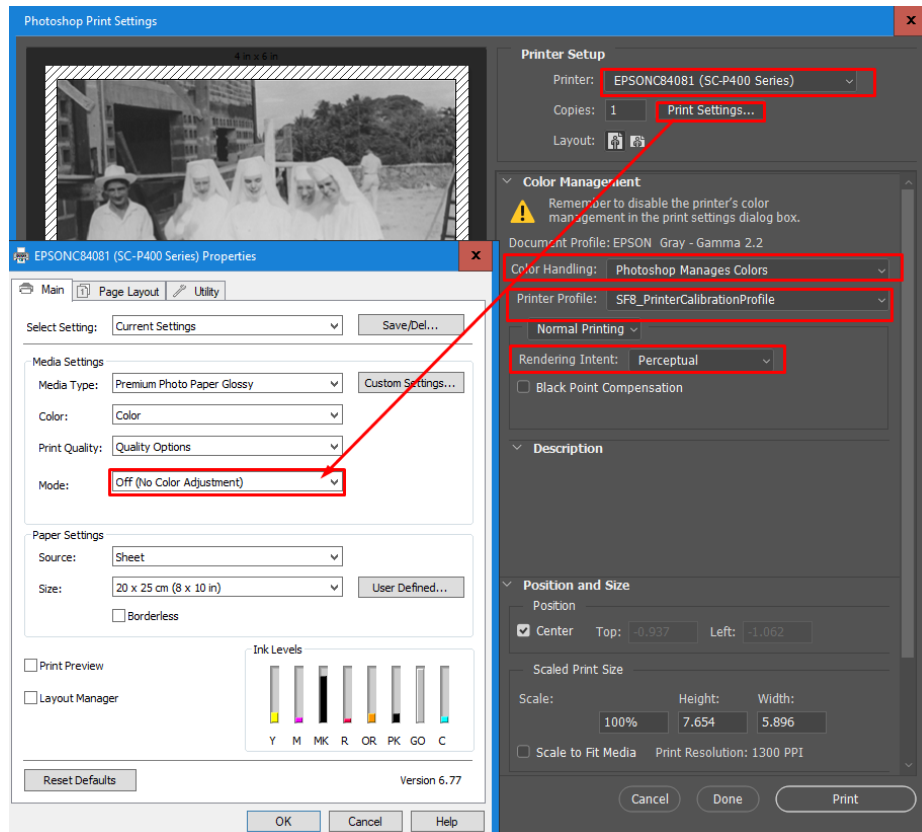 Photoshop Print Settings
x
4 in x 6 in
Printer Setup
Printer: EPSONC84081 (SC-P400 Series)
Copies: 1 Print Settings...
Layout:
Color Management
Remember to disable the printer's color
management in the print settings dialog box.
Document Profile: EPSON Gray - Gamma 2.2
Color Handling: Photoshop Manages Colors
Printer Profile: SF8_PrinterCalibrationProfile
Normal Printing
Rendering Intent: Perceptual
Black Point Compensation
Description
Position and Size
Position
Center Top: -0.937 Left: -1.062
Scaled Print Size
Scale: Height: Width:
100% 7.654 5.896
Scale to Fit Media Print Resolution: 1300 PPI
Cancel Done Print
EPSONC84081 (SC-P400 Series) Properties
x
Main 1 Page Layout Utility
Select Setting: Current Settings Save/Del...
Media Settings
Media Type: Premium Photo Paper Glossy Custom Settings...
Color: Color
Print Quality: Quality Options
Mode: Off (No Color Adjustment)
Paper Settings
Source: Sheet
Size: 20 x 25 cm (8 x 10 in) User Defined...
Borderless
Print Preview
Layout Manager
Ink Levels
Y M MK R OR PK GO C
Reset Defaults Version 6.77
OK Cancel Help